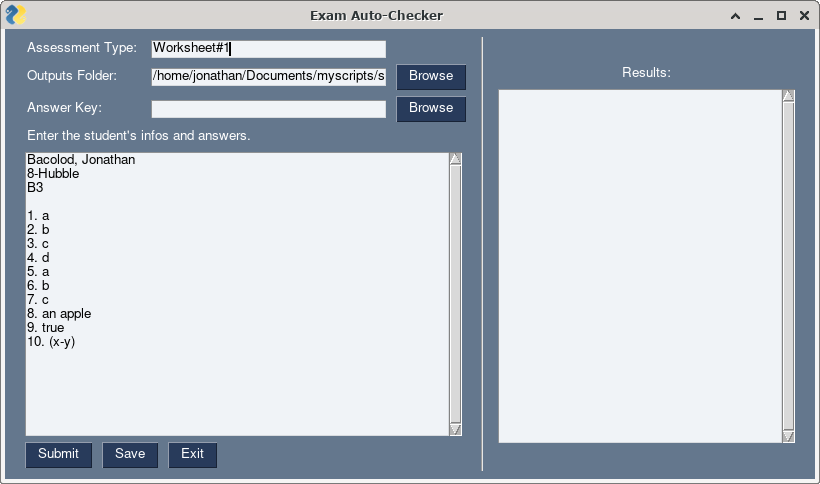 Exam Auto-Checker
Assessment Type: Worksheet#1
Outputs Folder: /home/jonathan/Documents/myscripts/s Browse
Answer Key: Browse
Enter the student's infos and answers.
Bacolod, Jonathan
8-Hubble
B3
1. a
2. b
3. c
4. d
5. a
6. b
7. c
8. an apple
9. true
10. (x-y)
Submit Save Exit
Results: